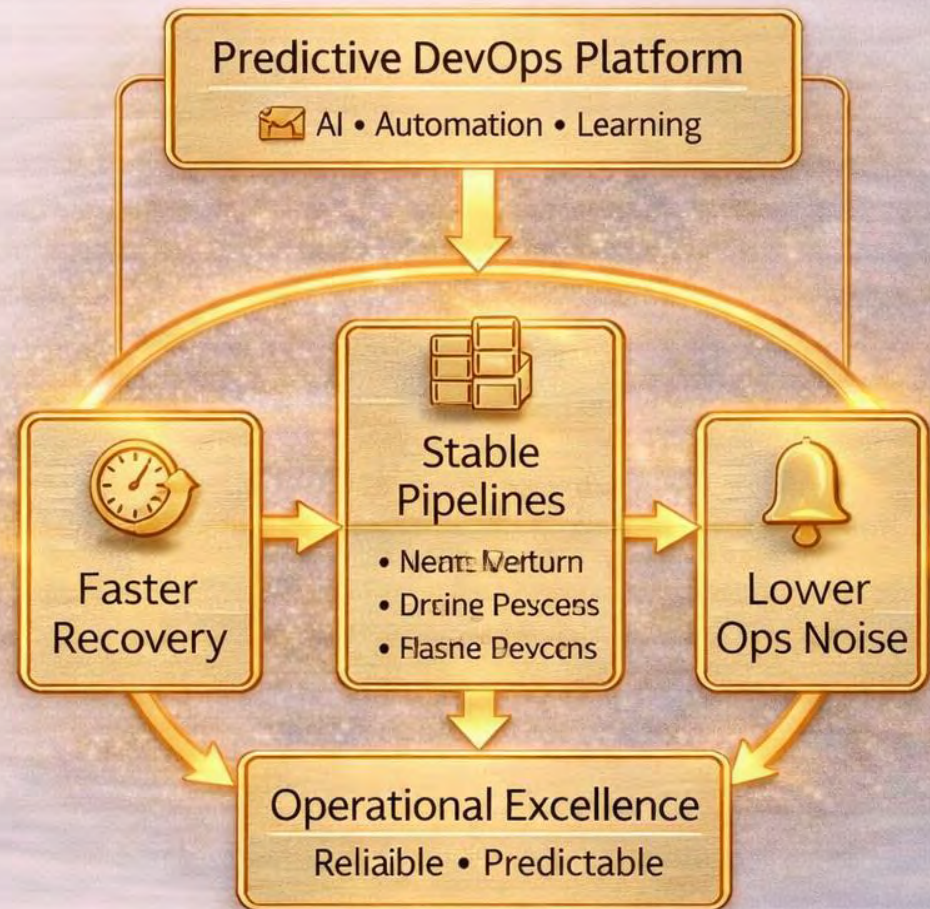 Predictive DevOps Platform
AI • Automation • Learning
Stable
Pipelines
Faster
Recovery
Lower
Ops Noise
Operational Excellence
Reliaible • Predictable